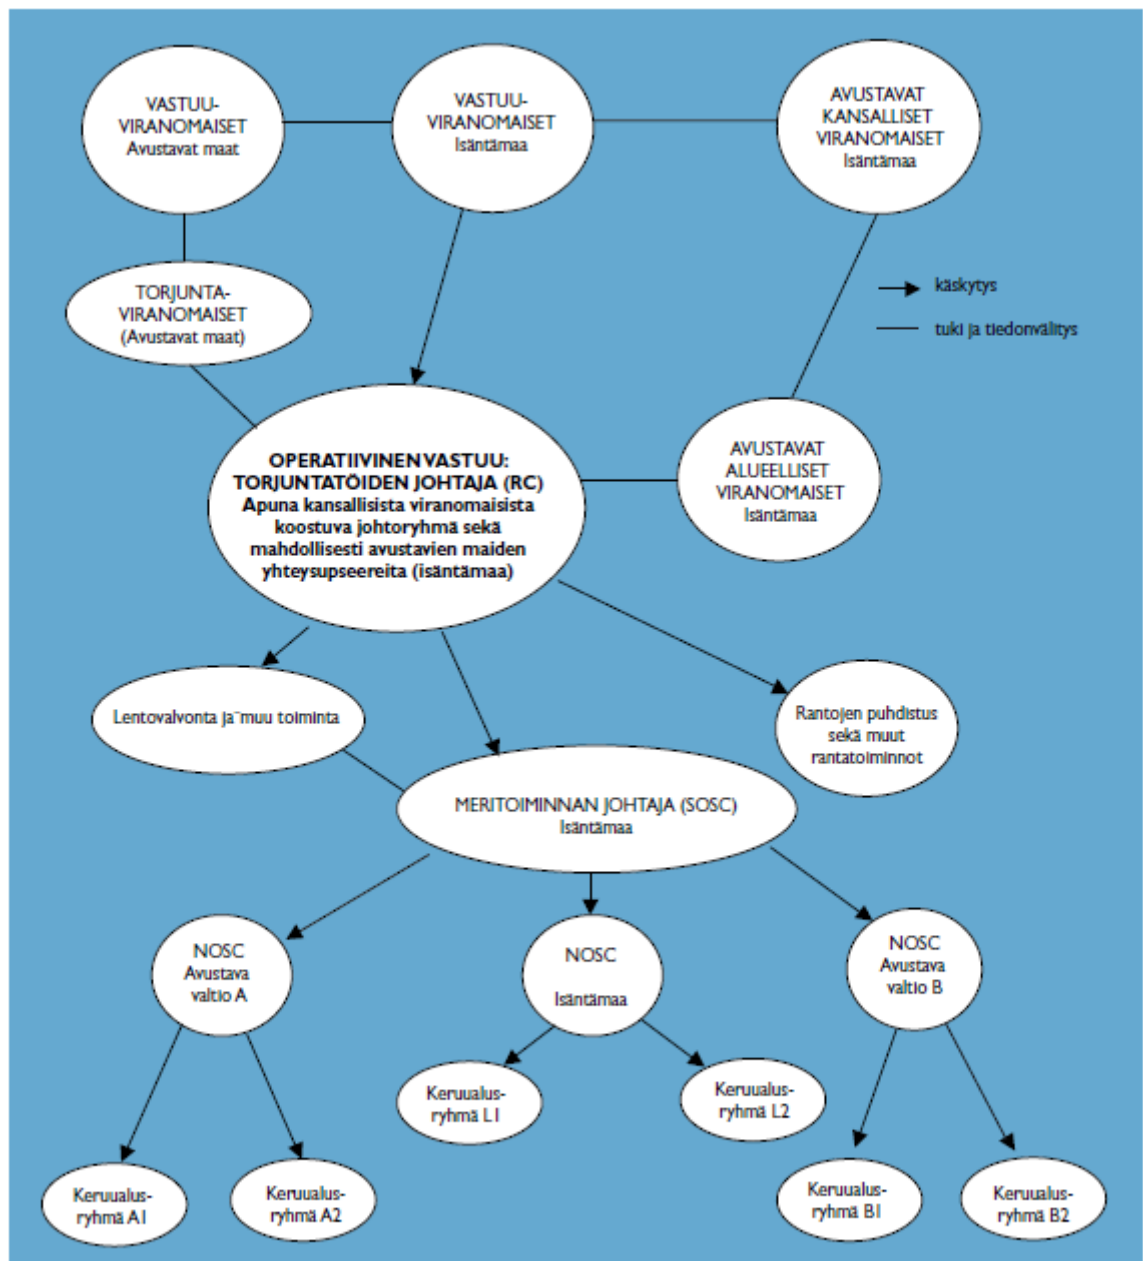 VASTUU-
VIRANOMAISET
Avustavat maat
VASTUU-
VIRANOMAISET
Isäntämaa
AVUSTAVAT
KANSALLISET
VIRANOMAISET
Isäntämaa
TORJUNTA-
VIRANOMAISET
(Avustavat maat)
käskytys
tuki ja tiedonvälitys
OPERATIIVINEN VASTUU:
TORJUNTATÖIDEN JOHTAJA (RC)
Apuna kansallisista viranomaisista
koostuva johtoryhmä sekä
mahdollisesti avustavien maiden
yhteysupseereita (isäntämaa)
AVUSTAVAT
ALUEELLISET
VIRANOMAISET
Isäntämaa
Lentovalvonta ja¨muu toiminta
Rantojen puhdistus
sekä muut
rantatoiminnot
MERITOIMINNAN JOHTAJA (SOSC)
Isäntämaa
NOSC
Avustava
valtio A
NOSC
Isäntämaa
NOSC
Avustava
valtio B
Keruualus-
ryhmä L1
Keruualus-
ryhmä L2
Keruualus-
ryhmä A1
Keruualus-
ryhmä A2
Keruualus-
ryhmä B1
Keruualus-
ryhmä B2